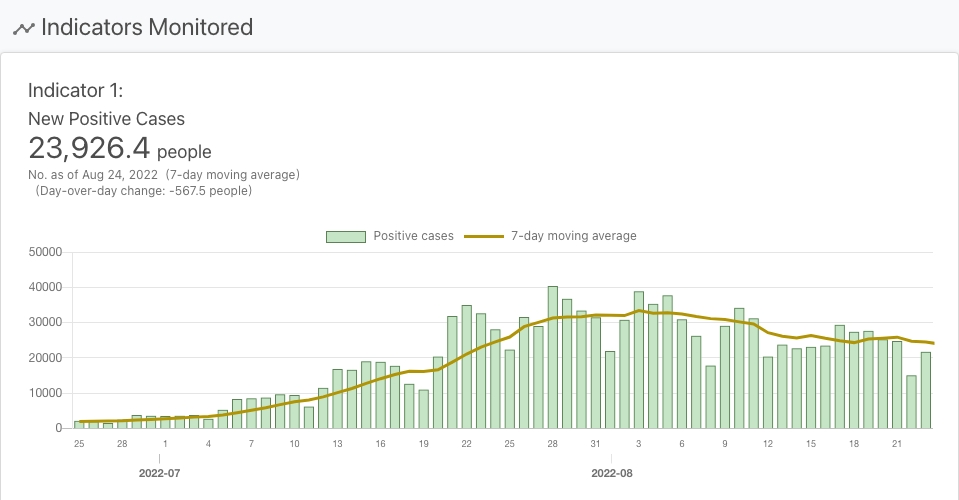 Indicators Monitored
Indicator 1:
New Positive Cases
23,926.4 people
No. as of Aug 24, 2022 (7-day moving average)
(Day-over-day change: -567.5 people)
Positive cases 7-day moving average
50000
40000
30000
20000
10000
0
25 28 1 4 7 10 13 16 19 22 25 28 31 3 6 9 12 15 18 21
2022-07 2022-08